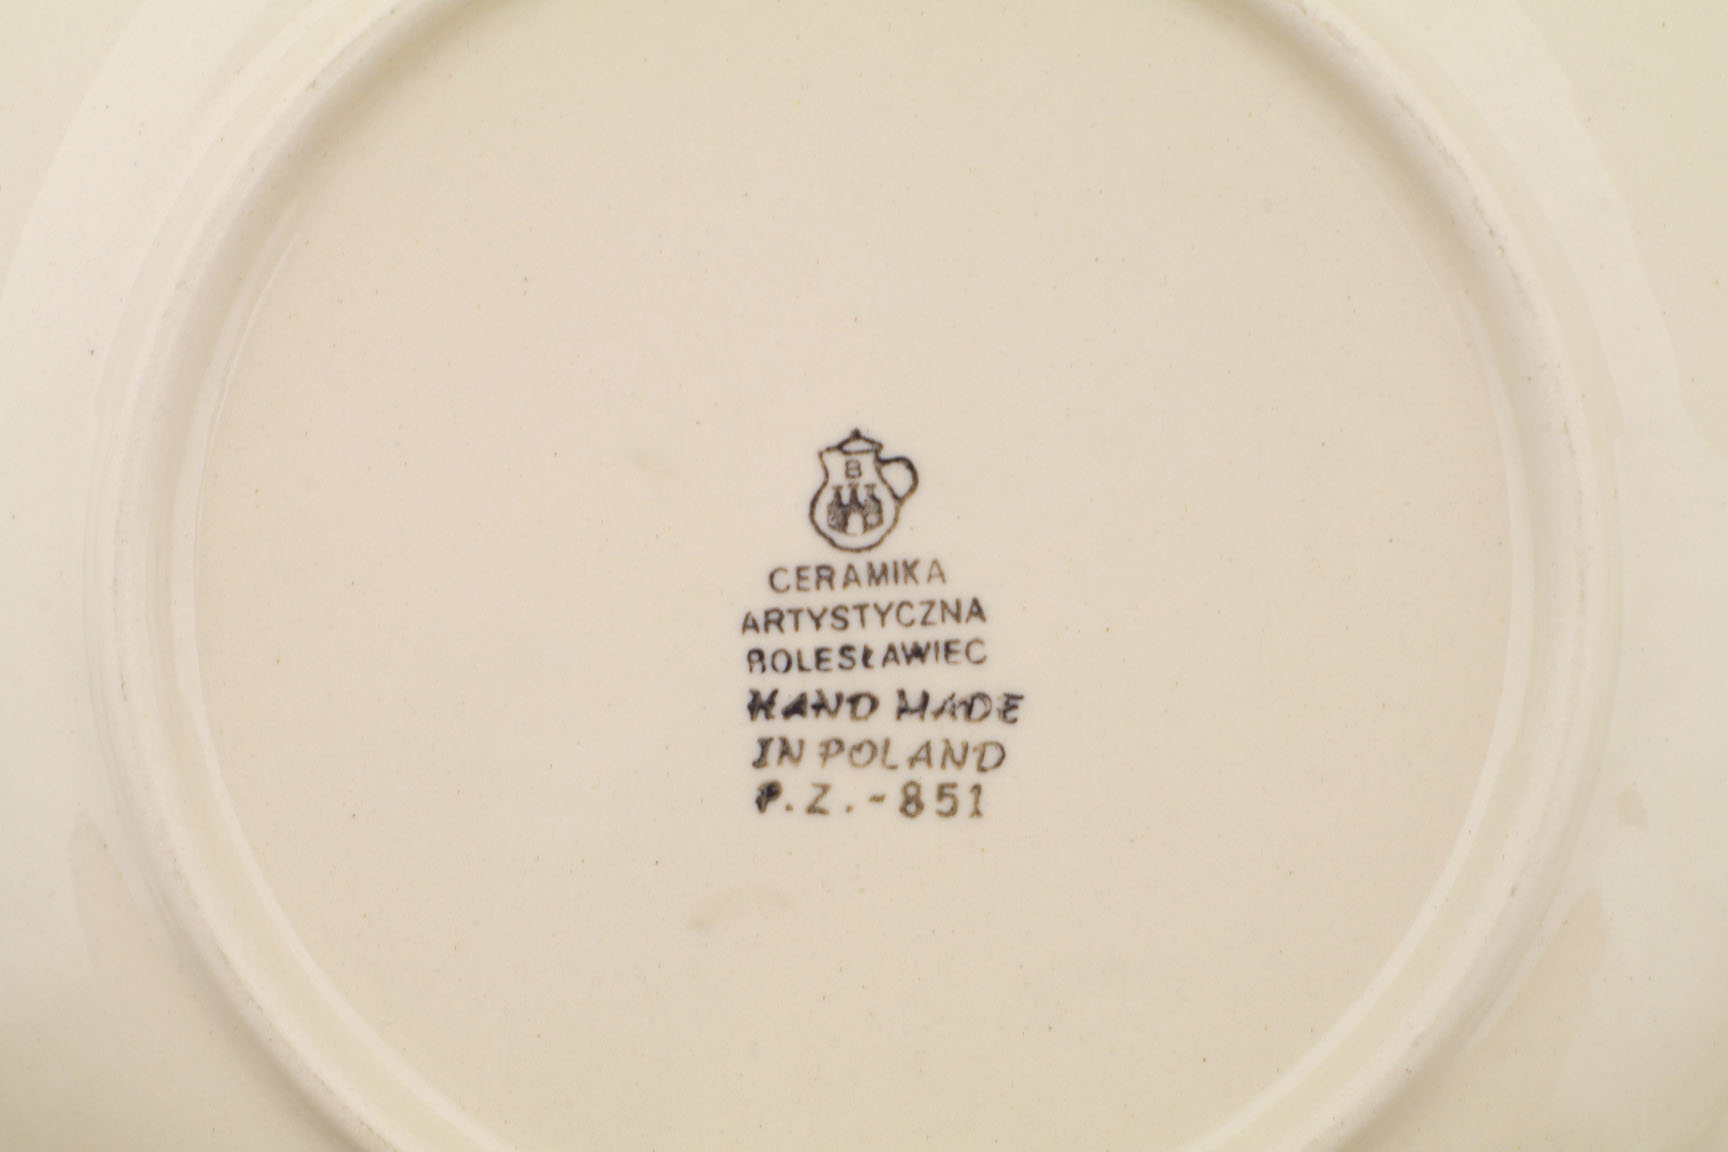 B
CERAMIKA
ARTYSTYCZNA
BOLESŁAWIEC
HAND MADE
IN POLAND
P.Z.-851